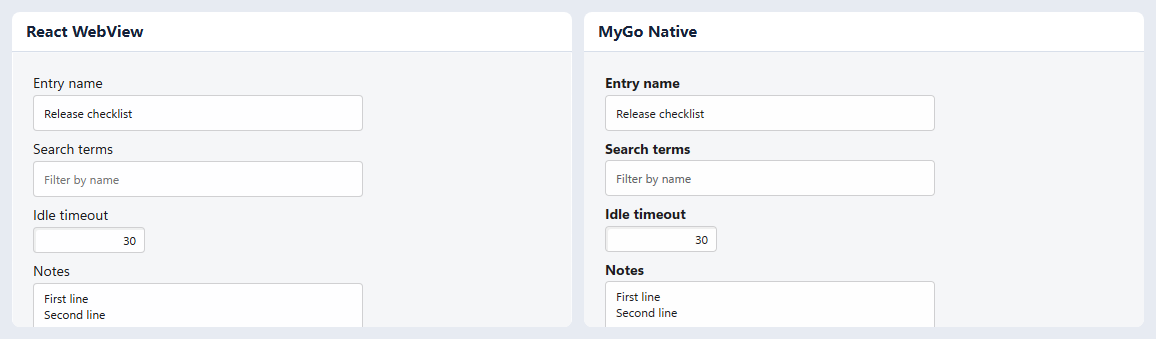 React WebView
Entry name
Release checklist
Search terms
Filter by name
Idle timeout
30
Notes
First line
Second line
MyGo Native
Entry name
Release checklist
Search terms
Filter by name
Idle timeout
30
Notes
First line
Second line